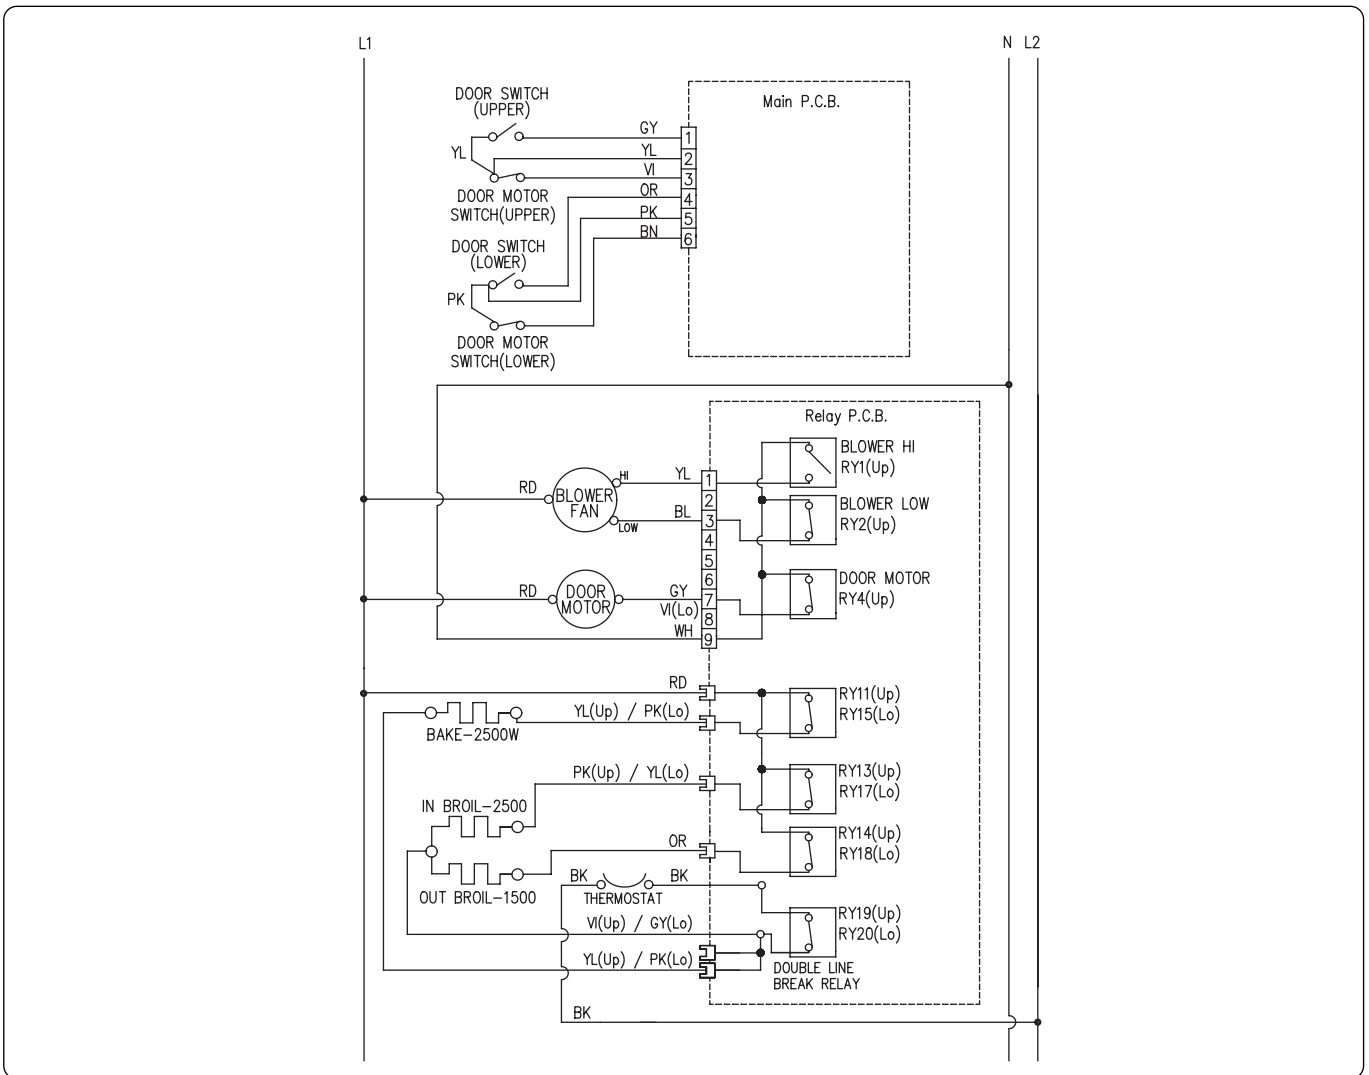 L1
N L2
DOOR SWITCH
(UPPER)
Main P.C.B.
GY
1
YL
YL
2
VI
3
DOOR MOTOR
SWITCH(UPPER)
OR
4
PK
5
BN
6
DOOR SWITCH
(LOWER)
PK
DOOR MOTOR
SWITCH(LOWER)
Relay P.C.B.
BLOWER HI
RY1(Up)
HI
YL
1
RD
BLOWER
FAN
2
BLOWER LOW
RY2(Up)
BL
3
LOW
4
5
6
DOOR MOTOR
RY4(Up)
RD
DOOR
MOTOR
GY
7
VI(Lo)
8
WH
9
RD
RY11(Up)
RY15(Lo)
YL(Up) / PK(Lo)
BAKE-2500W
PK(Up) / YL(Lo)
RY13(Up)
RY17(Lo)
IN BROIL-2500
RY14(Up)
RY18(Lo)
OR
BK
BK
OUT BROIL-1500
THERMOSTAT
RY19(Up)
RY20(Lo)
VI(Up) / GY(Lo)
YL(Up) / PK(Lo)
DOUBLE LINE
BREAK RELAY
BK